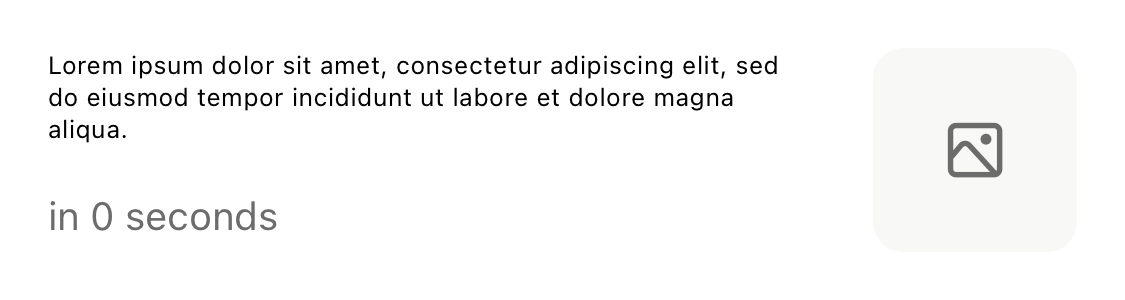 Lorem ipsum dolor sit amet, consectetur adipiscing elit, sed
do eiusmod tempor incididunt ut labore et dolore magna
aliqua.
in 0 seconds